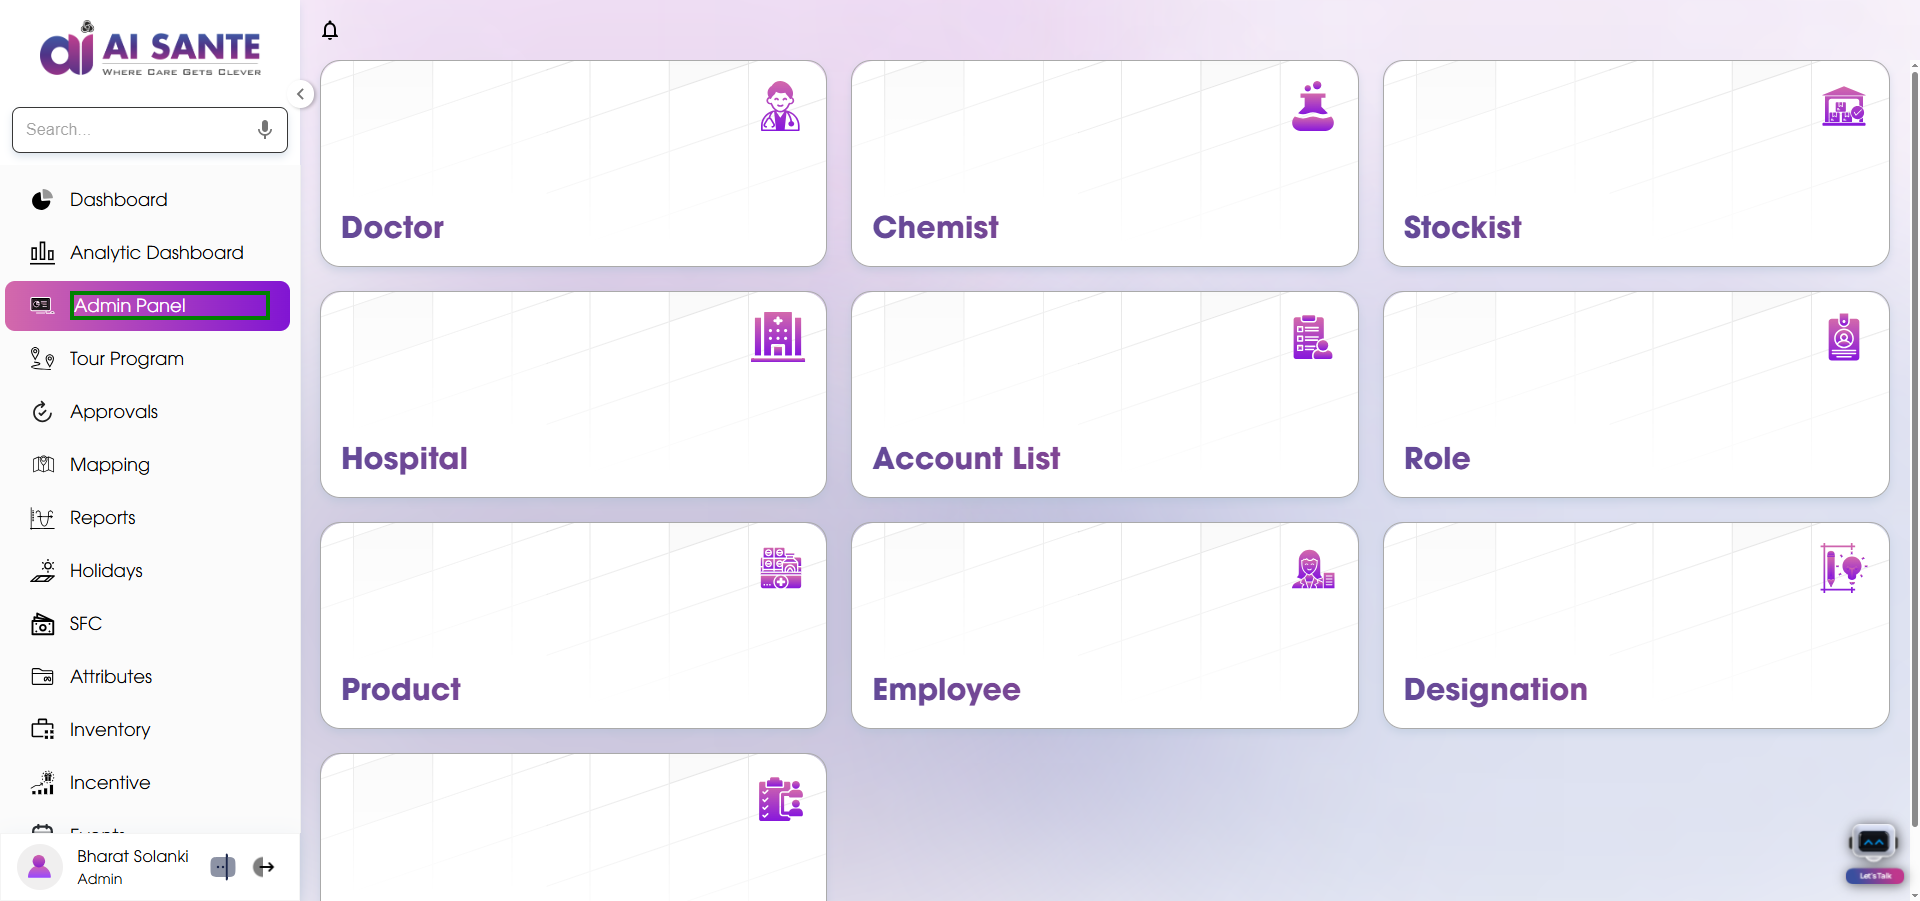 AI SANTE
WHERE CARE GETS CLEVER
Search...
Dashboard
Analytic Dashboard
Admin Panel
Tour Program
Approvals
Mapping
Reports
Holidays
SFC
Attributes
Inventory
Incentive
Events
Bharat Solanki
Admin
Doctor
Chemist
Stockist
Hospital
Account List
Role
Product
Employee
Designation
Let's Talk